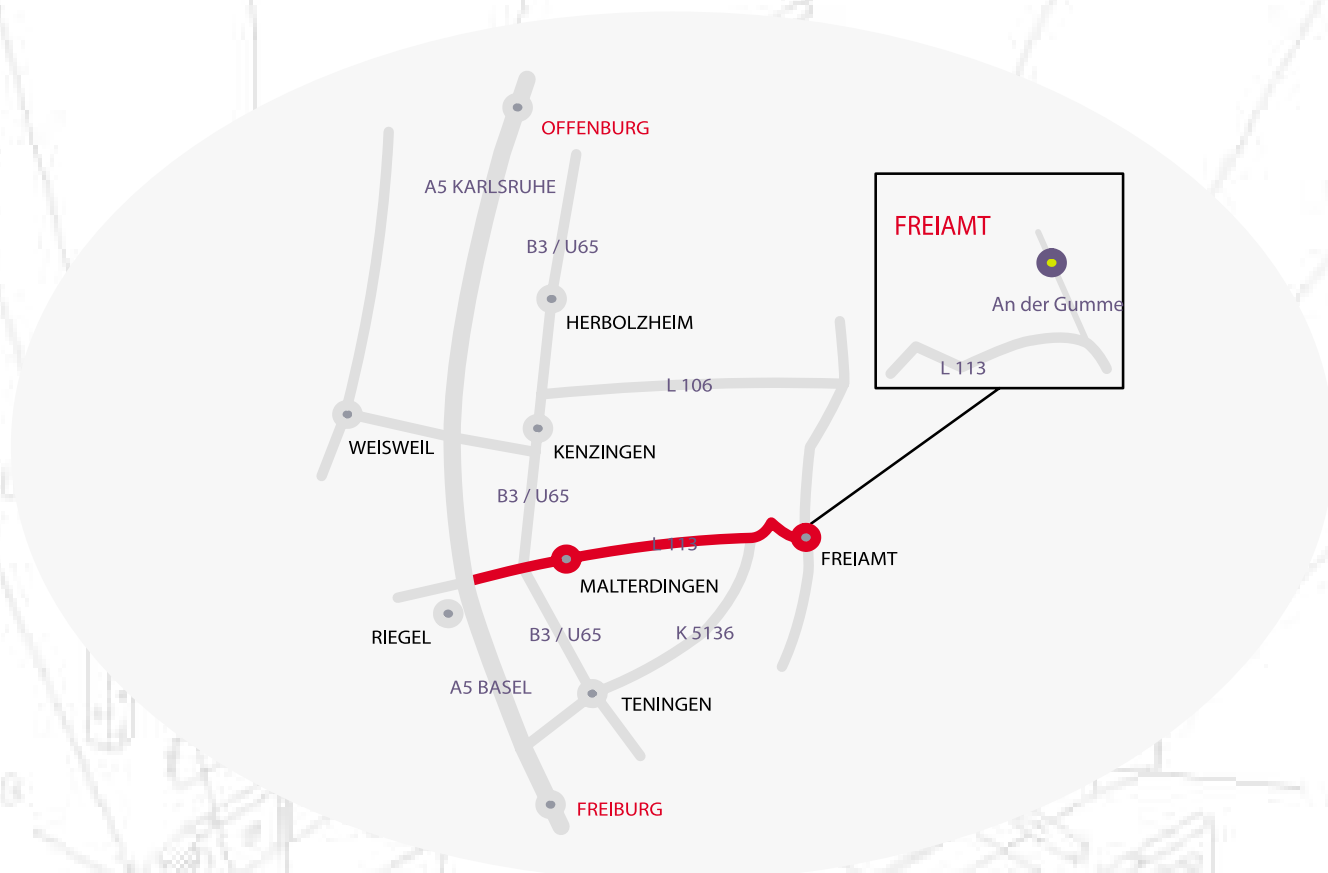 OFFENBURG
A5 KARLSRUHE
FREIAMT
B3 / U65
An der Gumme
HERBOLZHEIM
L 113
L 106
WEISWEIL
KENZINGEN
B3 / U65
L 113
FREIAMT
MALTERDINGEN
RIEGEL
B3 / U65
K 5136
A5 BASEL
TENINGEN
FREIBURG